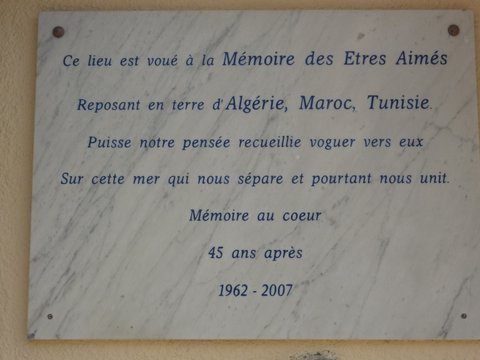 Ce lieu est voué à la Mémoire des Etres Aimés
Reposant en terre d'Algérie, Maroc, Tunisie.
Puisse notre pensée recueillie voguer vers eux
Sur cette mer qui nous sépare et pourtant nous unit.
Mémoire au coeur
45 ans après
1962 - 2007